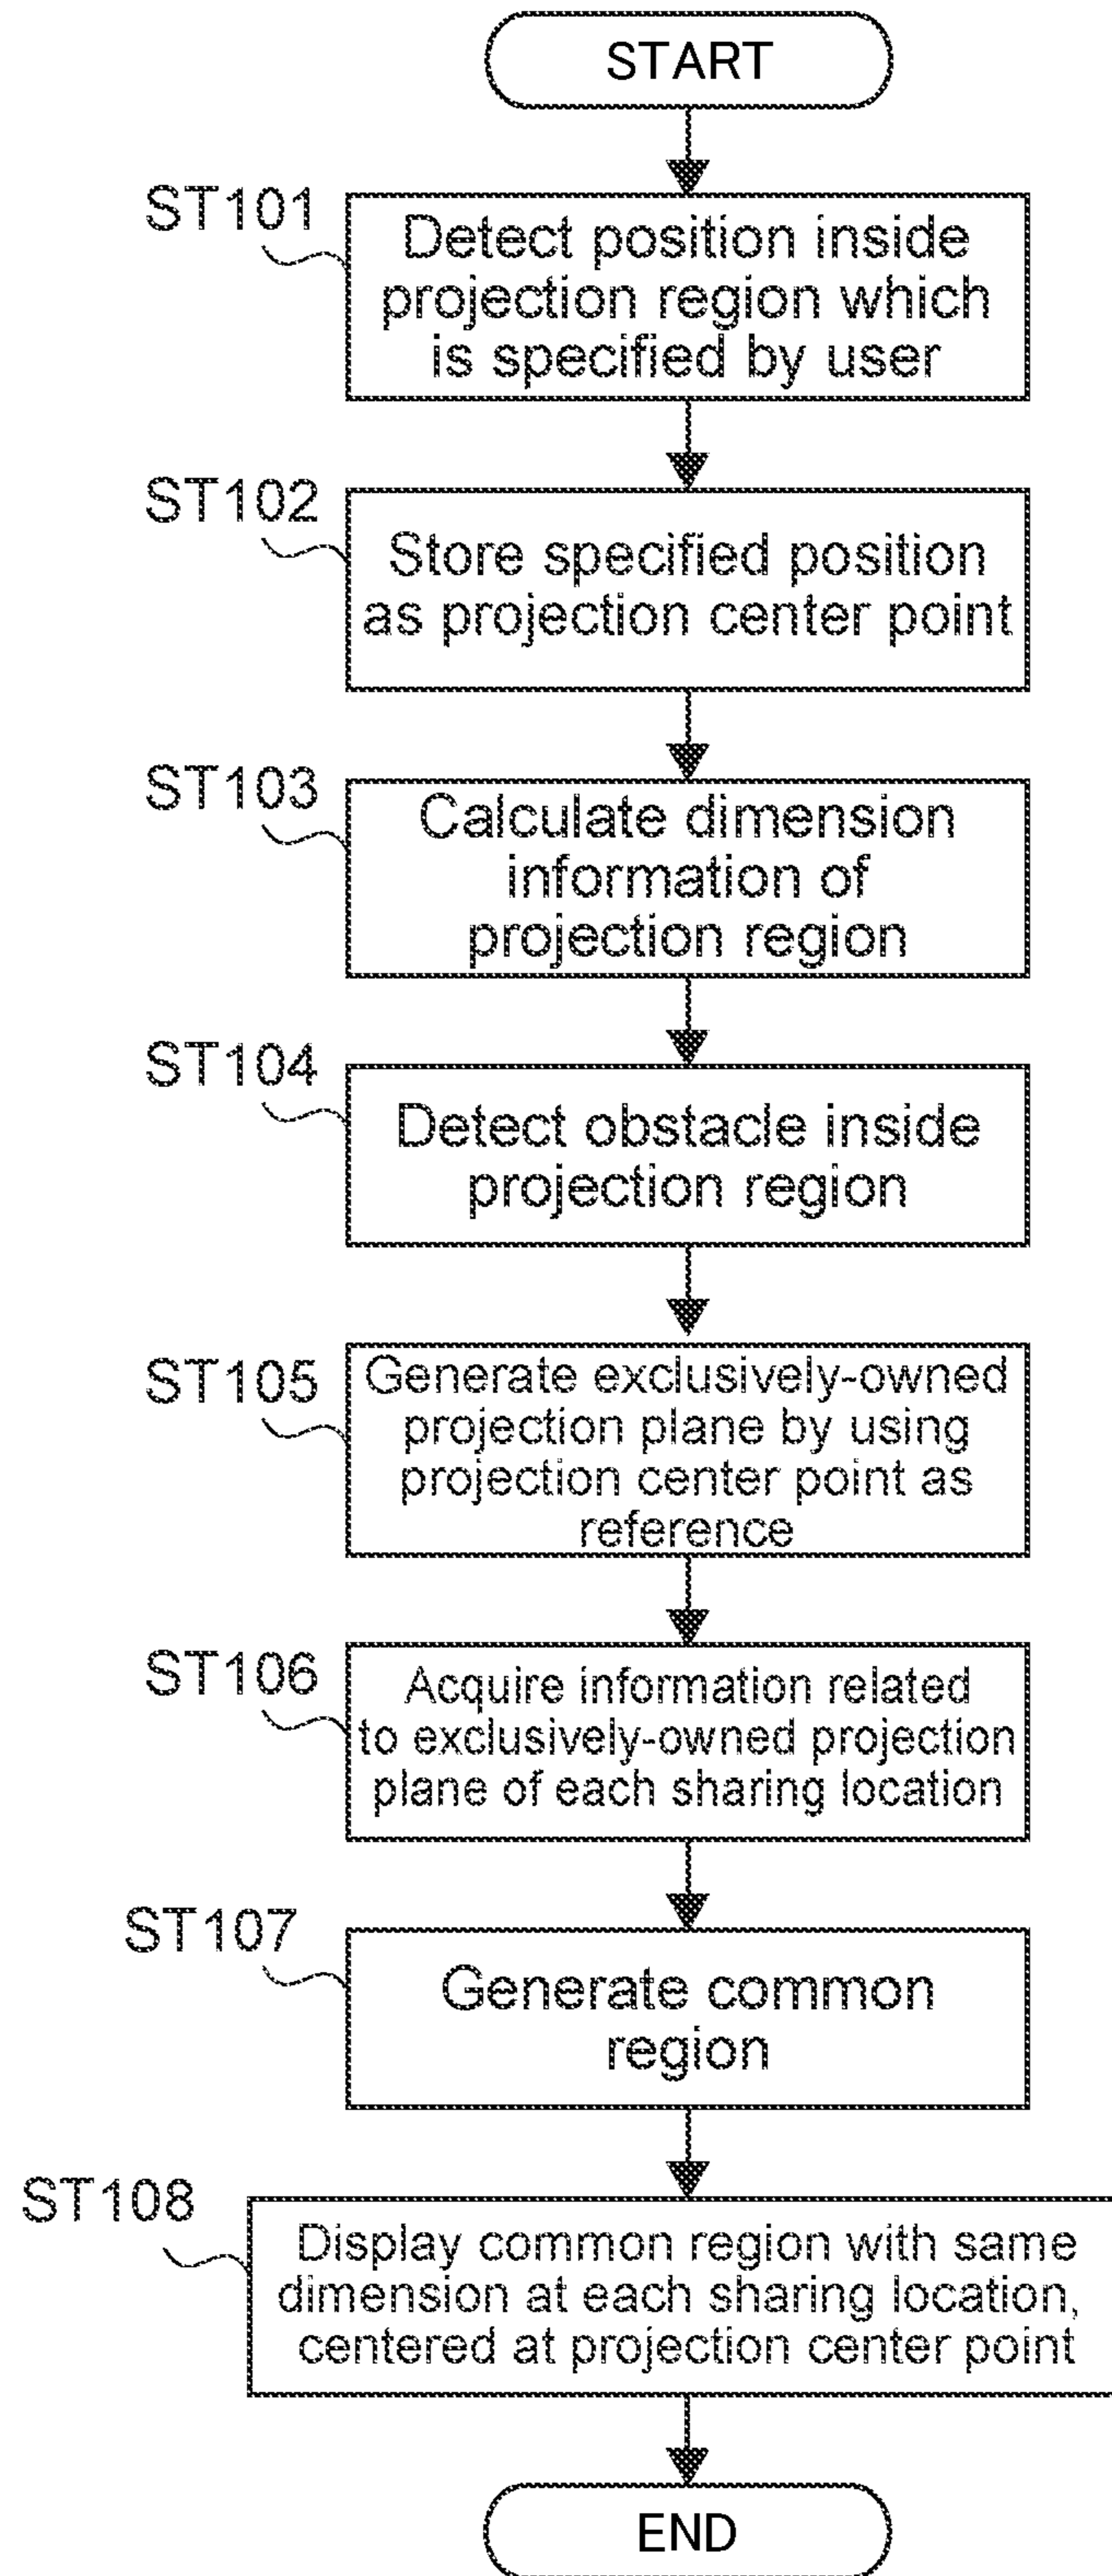 START
ST101
Detect position inside
projection region which
is specified by user
ST102
Store specified position
as projection center point
ST103
Calculate dimension
information of
projection region
ST104
Detect obstacle inside
projection region
ST105
Generate exclusively-owned
projection plane by using
projection center point as
reference
ST106
Acquire information related
to exclusively-owned projection
plane of each sharing location
ST107
Generate common
region
ST108
Display common region with same
dimension at each sharing location,
centered at projection center point
END